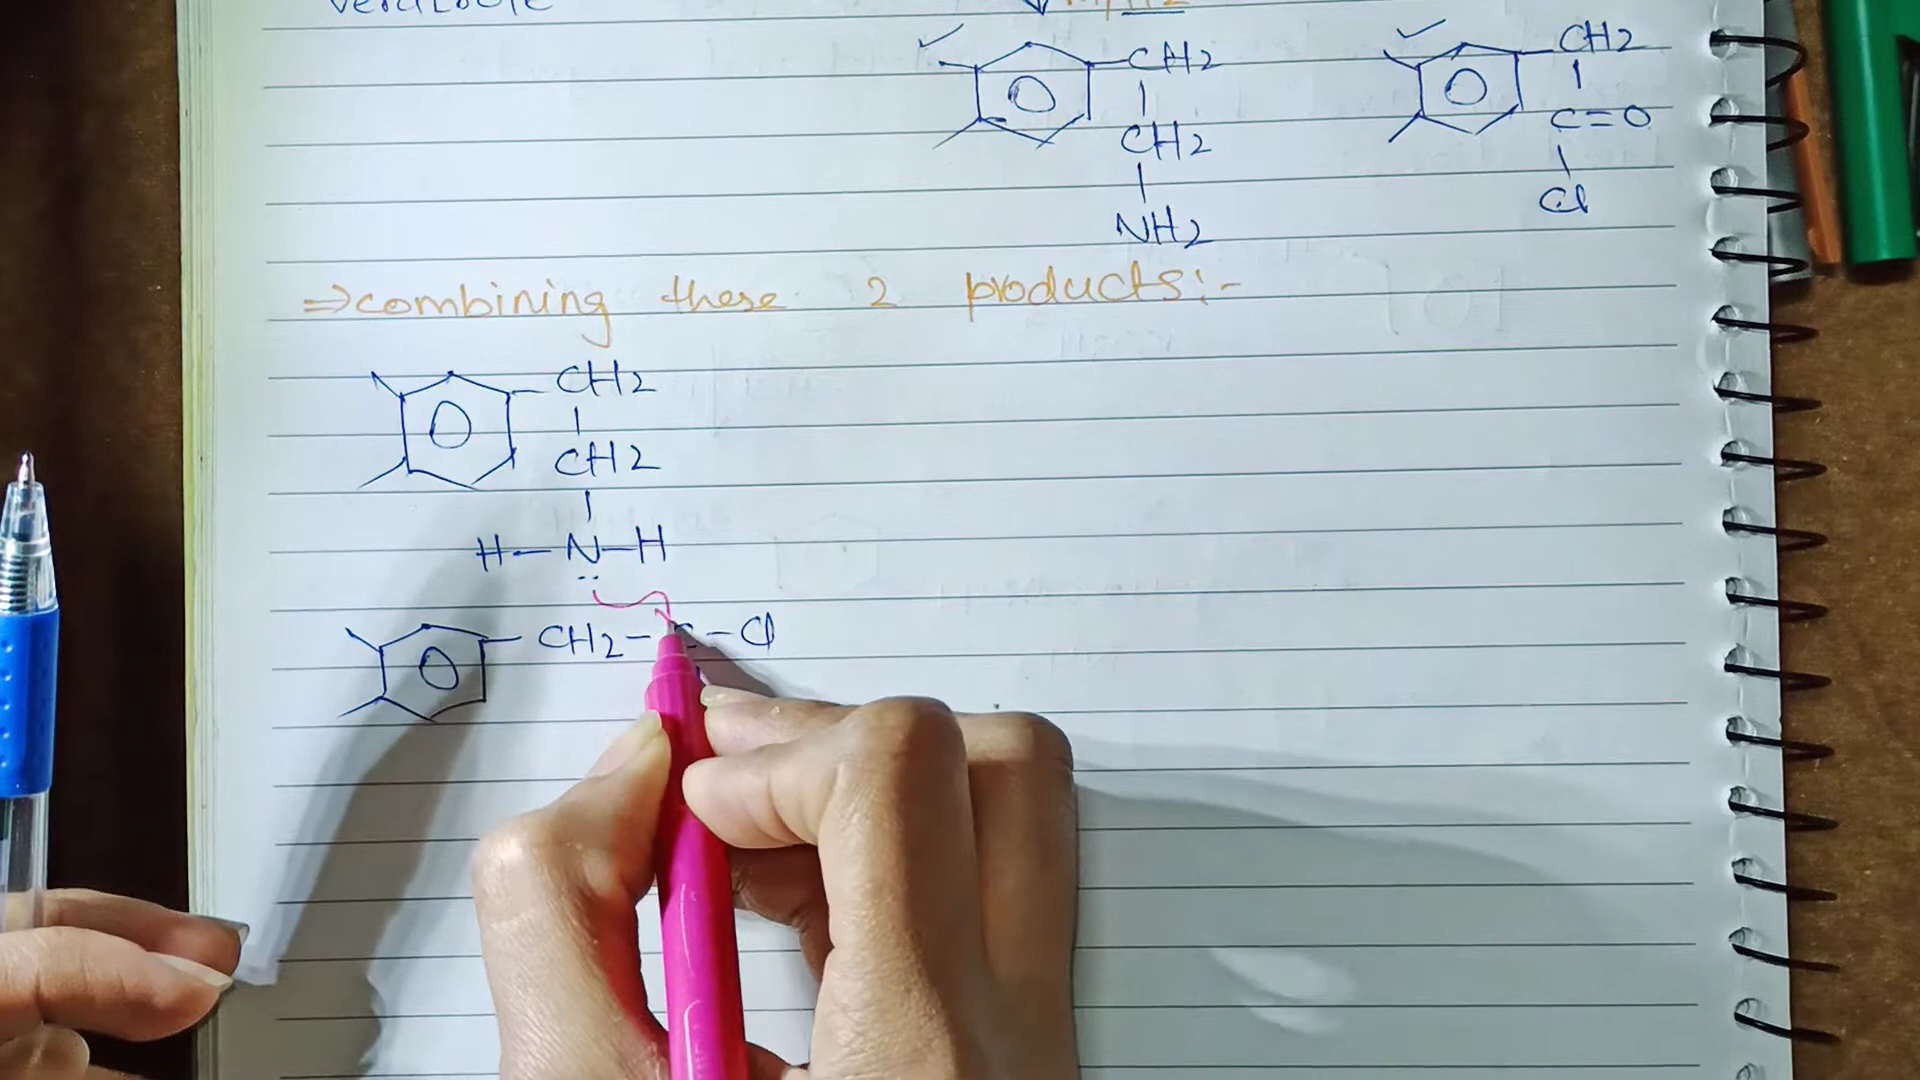 CH2 CH2
CH2 C=O
NH2 Cl
⇒combining these 2 products:-
CH2
CH2
H-N-H
CH2-C-Cl